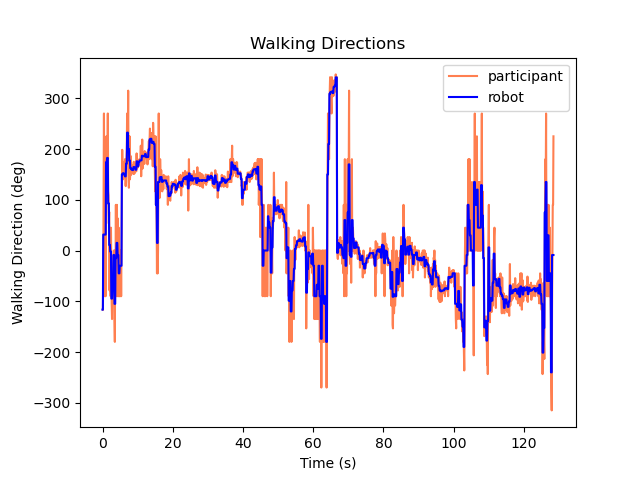 Walking Directions
participant
robot
Walking Direction (deg)
300
200
100
0
−100
−200
−300
0 20 40 60 80 100 120
Time (s)